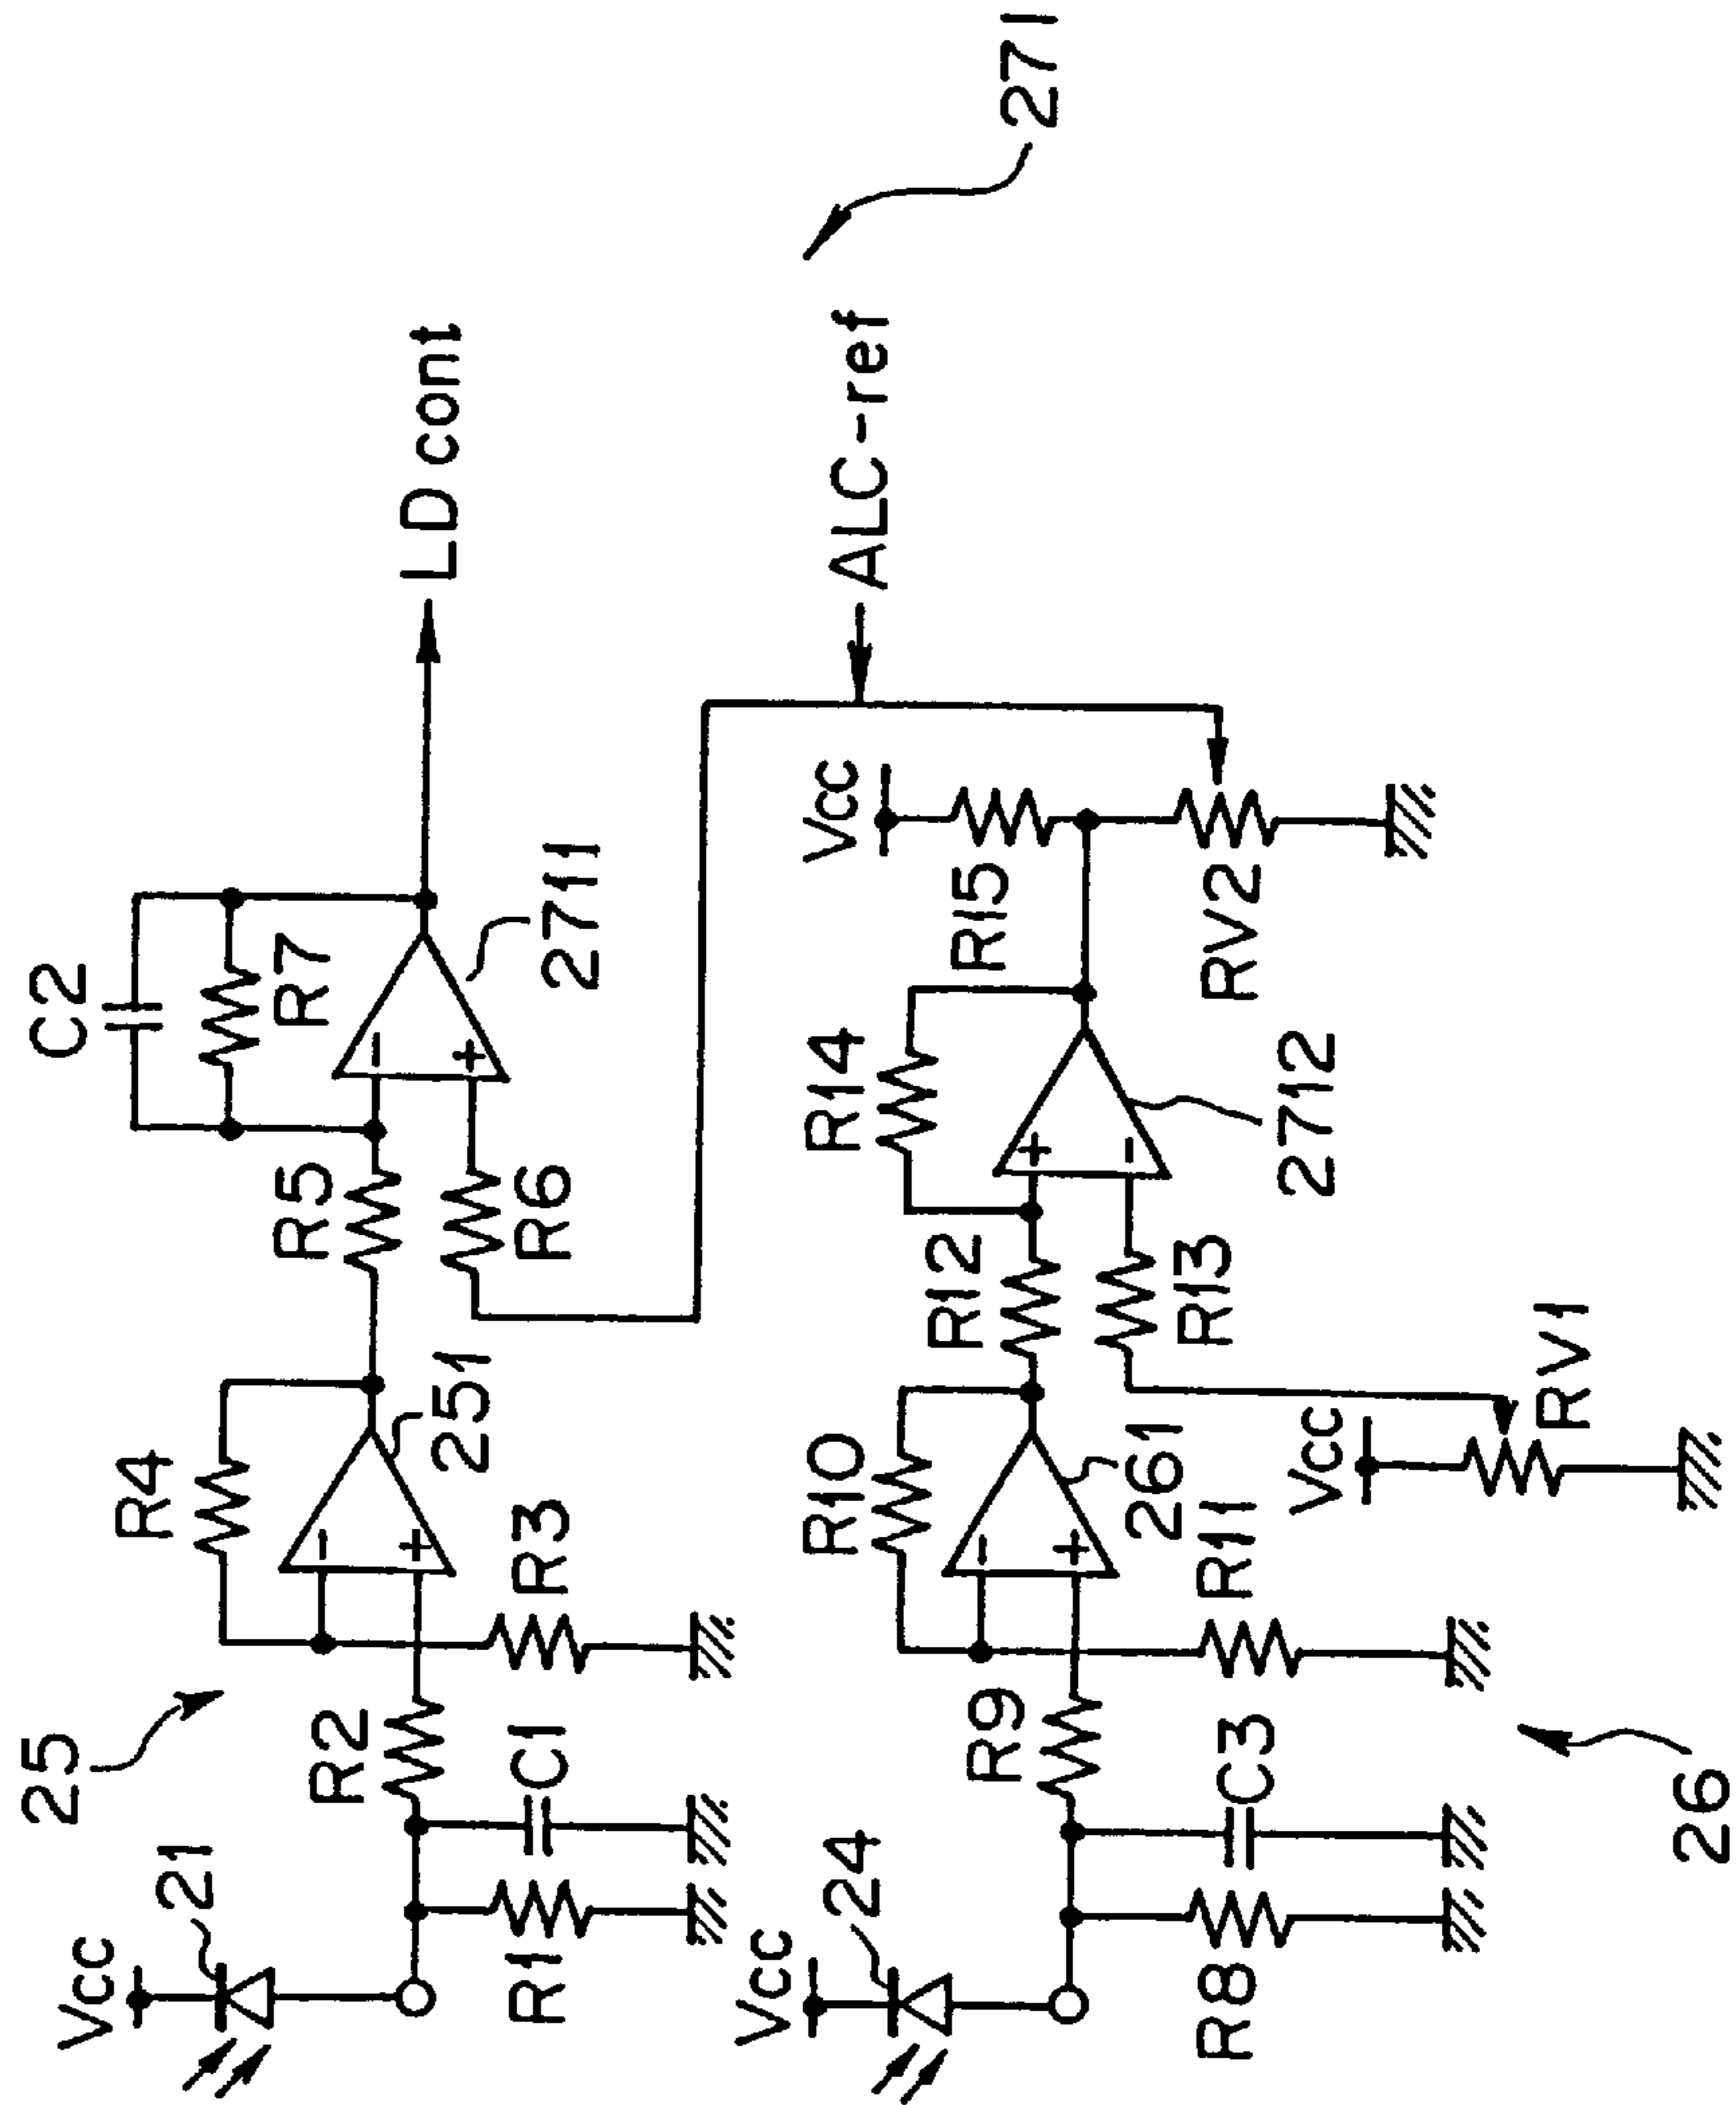 25
Vcc
21
R1
C1
R2
R3
R4
251
R5
R6
C2
R7
2711
LD cont
Vcc
24
R8
C3
R9
R11
R10
261
Vcc
RV1
R12
R13
R14
2712
Vcc
R15
RV2
ALC-ref
271
26